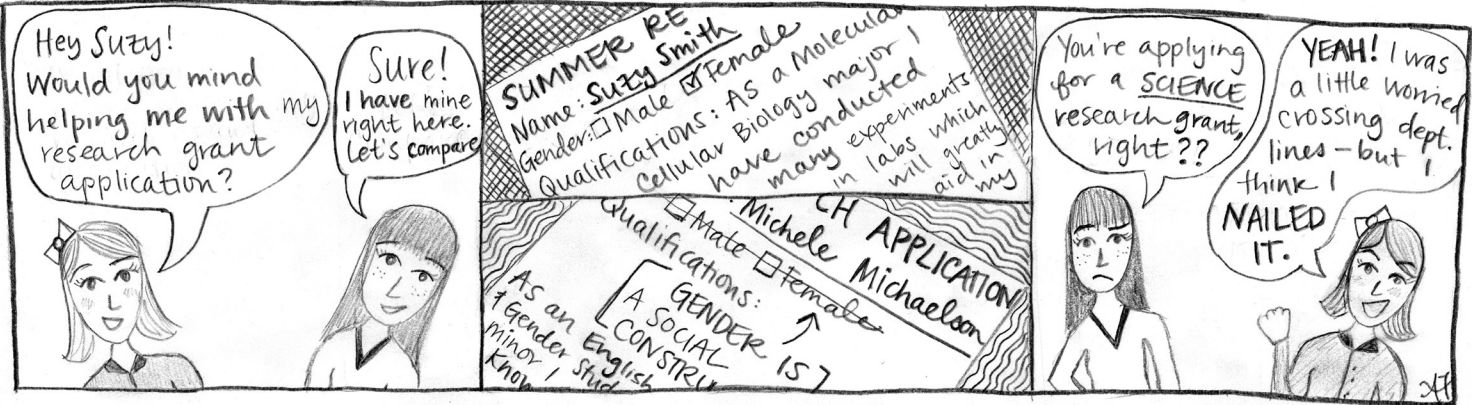 Hey Suzy!
Would you mind
helping me with my
research grant
application?
Sure!
I have mine
right here.
Let's compare
SUMMER RE
Name: Suzy Smith
Gender: Male Female
Qualifications: As a Molecular
Cellular Biology major I
have conducted
many experiments
in labs which
will greatly
aid in
my
CH APPLICATION
: Michele Michaelson
Male Female
Qualifications:
[GENDER IS]
A SOCIAL
CONSTRU
As an English
& Gender Stud
minor I
Know
You're applying
for a SCIENCE
research grant,
right??
YEAH! I was
a little worried
crossing dept.
lines – but I
think I
NAILED
IT.